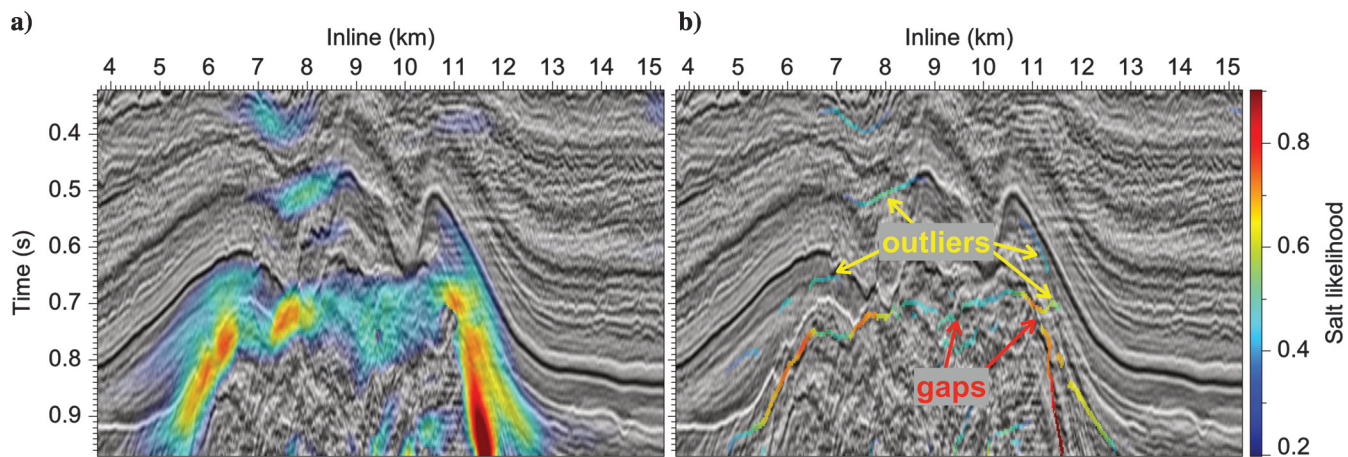 a)
Inline (km)
4 5 6 7 8 9 10 11 12 13 14 15
Time (s)
0.4
0.5
0.6
0.7
0.8
0.9
b)
Inline (km)
4 5 6 7 8 9 10 11 12 13 14 15
outliers
gaps
0.8
0.6
0.4
0.2
Salt likelihood